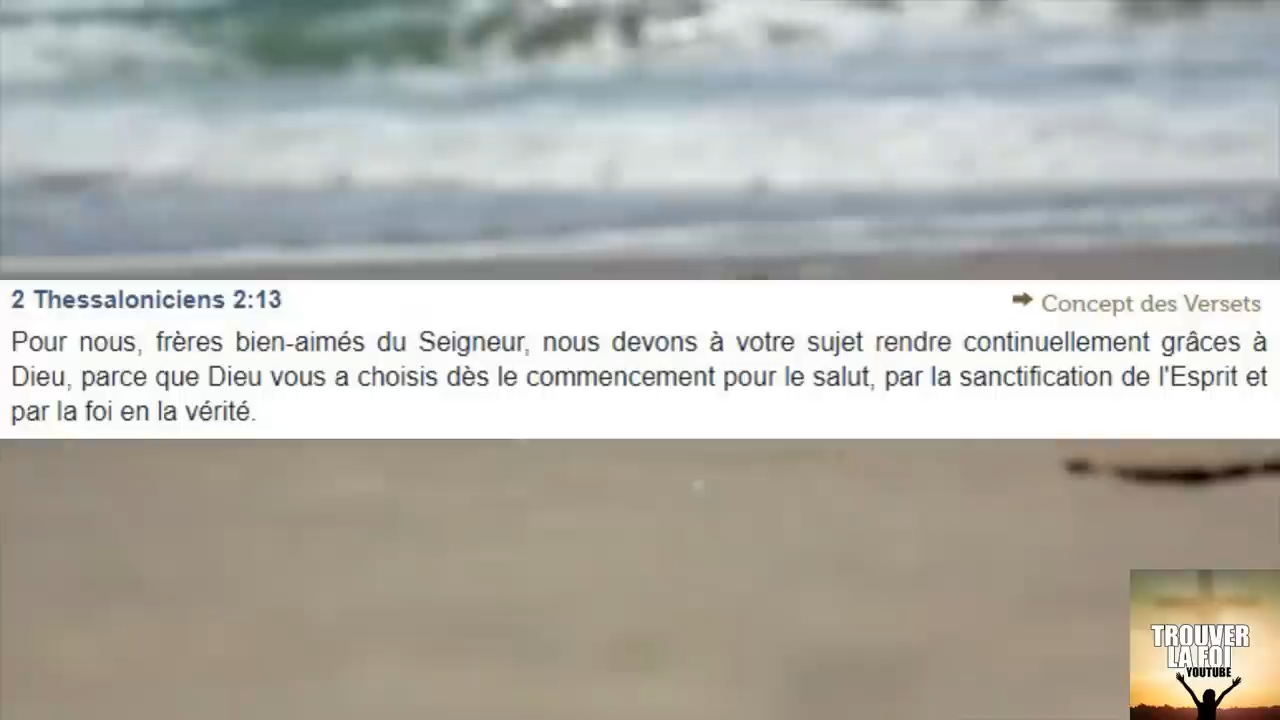 2 Thessaloniciens 2:13
Concept des Versets
Pour nous, frères bien-aimés du Seigneur, nous devons à votre sujet rendre continuellement grâces à
Dieu, parce que Dieu vous a choisis dès le commencement pour le salut, par la sanctification de l'Esprit et
par la foi en la vérité.
TROUVER
LA FOI
YOUTUBE